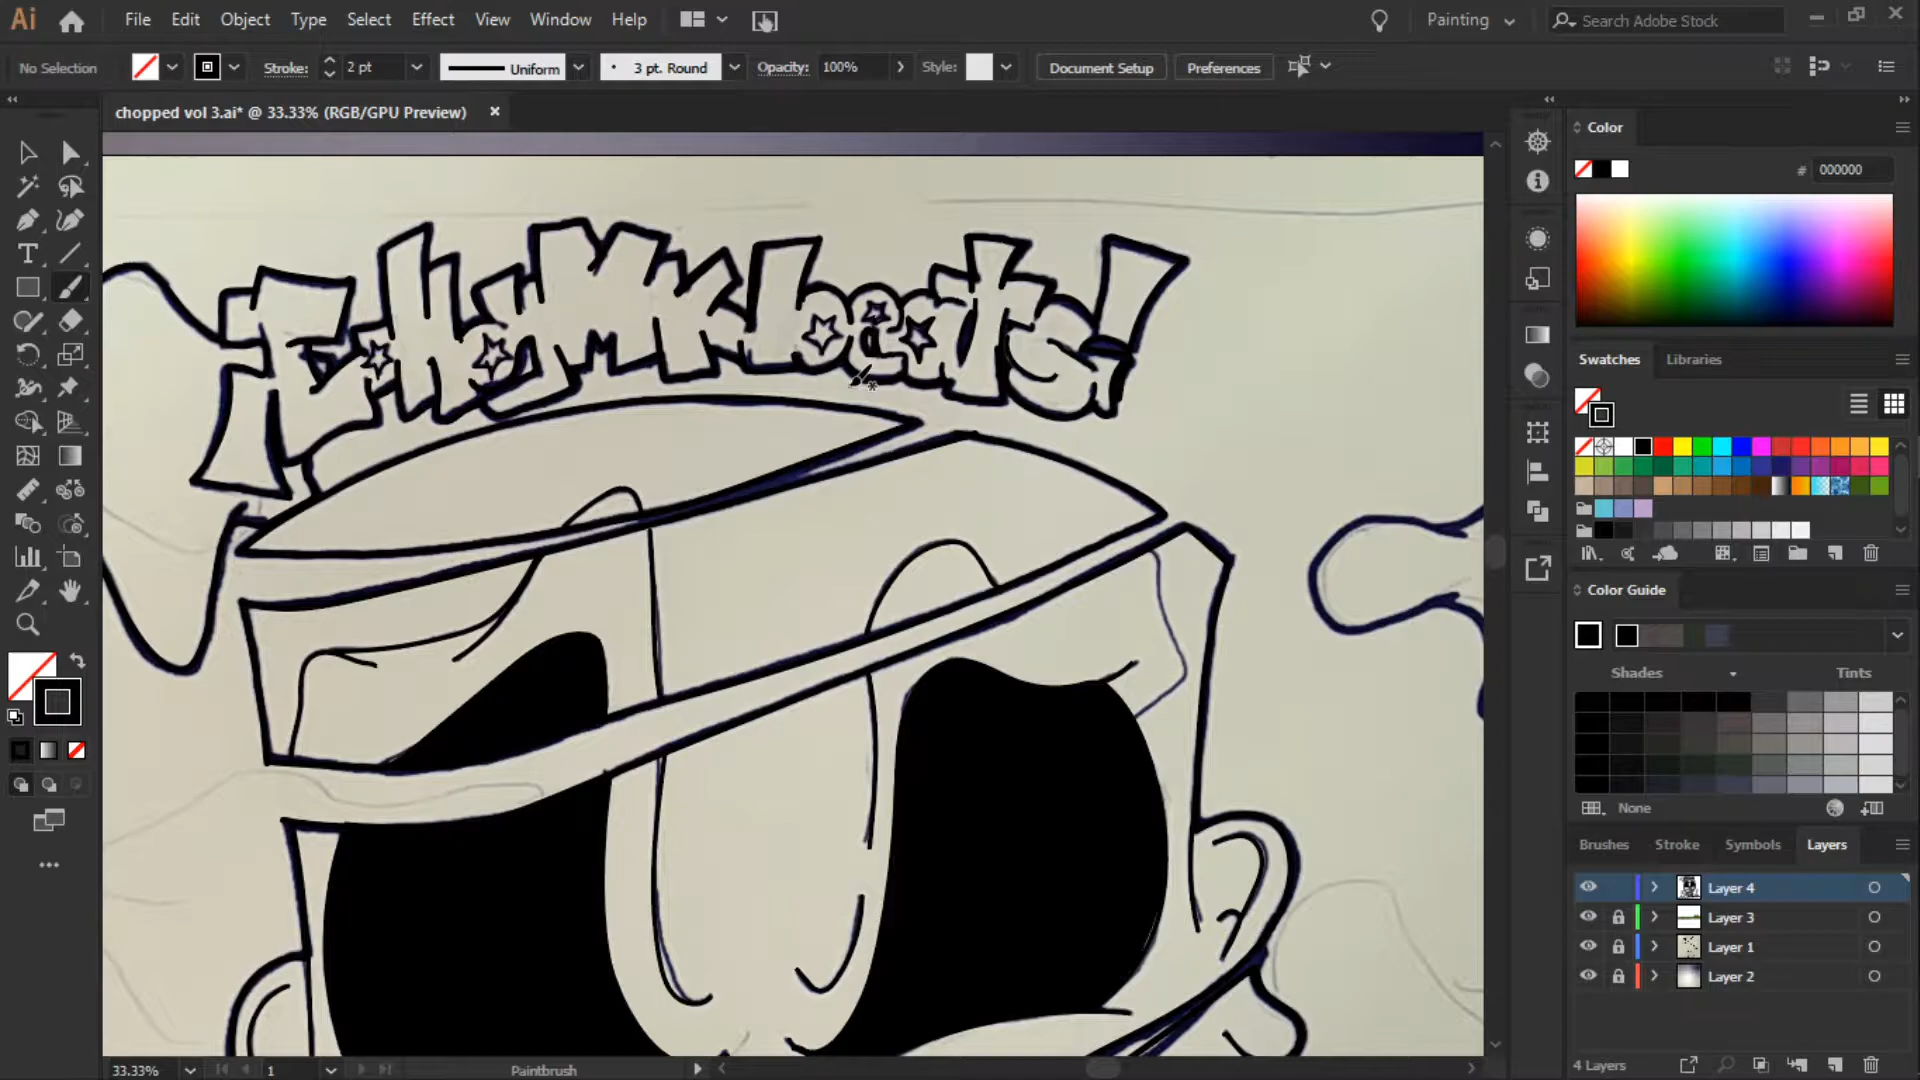 Ai File Edit Object Type Select Effect View Window Help Painting Search Adobe Stock
No Selection Stroke: 2 pt Uniform 3 pt. Round Opacity: 100% Style: Document Setup Preferences
chopped vol 3.ai* @ 33.33% (RGB/GPU Preview)
Color
# 000000
Swatches Libraries
Color Guide
Shades Tints
None
Brushes Stroke Symbols Layers
Layer 4
Layer 3
Layer 1
Layer 2
4 Layers
33.33% 1 Paintbrush